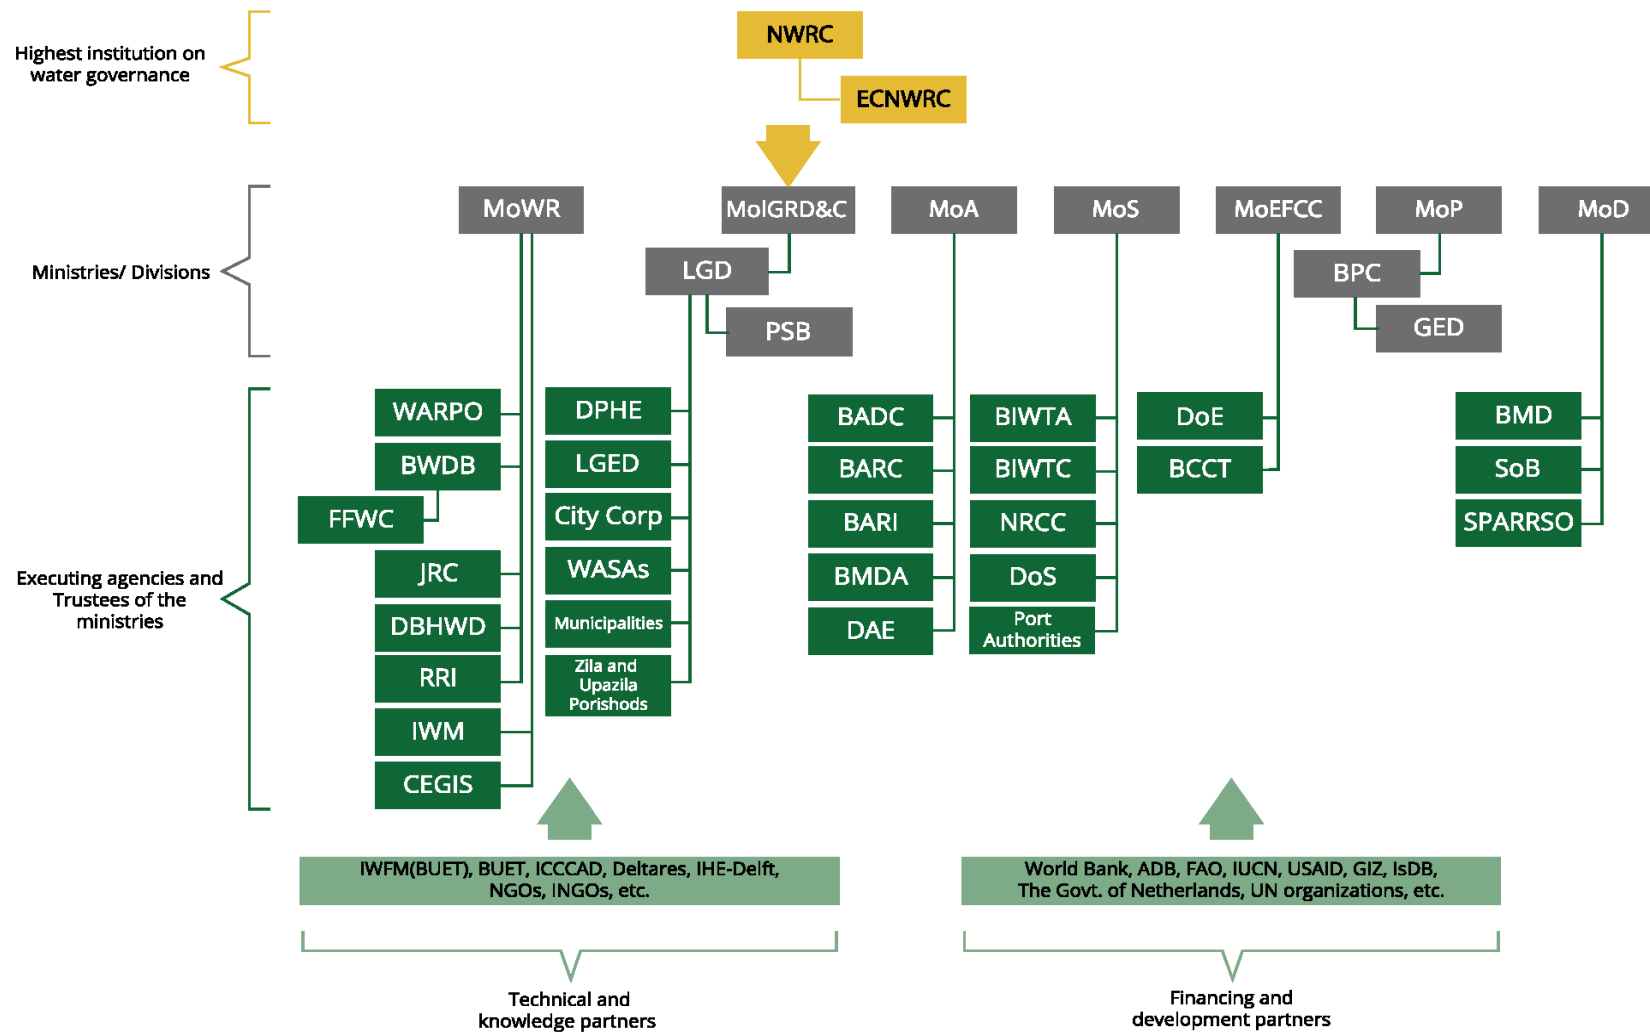 Highest institution on
water governance
NWRC
ECNWRC
Ministries/ Divisions
MoWR
MolGRD&C
MoA
MoS
MoEFCC
MoP
MoD
LGD
PSB
BPC
GED
Executing agencies and
Trustees of the
ministries
WARPO
BWDB
FFWC
JRC
DBHWD
RRI
IWM
CEGIS
DPHE
LGED
City Corp
WASAs
Municipalities
Zila and
Upazila
Porishods
BADC
BARC
BARI
BMDA
DAE
BIWTA
BIWTC
NRCC
DoS
Port
Authorities
DoE
BCCT
BMD
SoB
SPARRSO
IWFM(BUET), BUET, ICCCAD, Deltares, IHE-Delft,
NGOs, INGOs, etc.
World Bank, ADB, FAO, IUCN, USAID, GIZ, IsDB,
The Govt. of Netherlands, UN organizations, etc.
Technical and
knowledge partners
Financing and
development partners